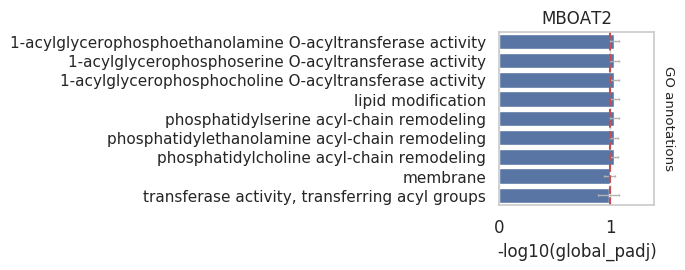 MBOAT2
1-acylglycerophosphoethanolamine O-acyltransferase activity
1-acylglycerophosphoserine O-acyltransferase activity
1-acylglycerophosphocholine O-acyltransferase activity
lipid modification
phosphatidylserine acyl-chain remodeling
phosphatidylethanolamine acyl-chain remodeling
phosphatidylcholine acyl-chain remodeling
membrane
transferase activity, transferring acyl groups
GO annotations
0 1
-log10(global_padj)